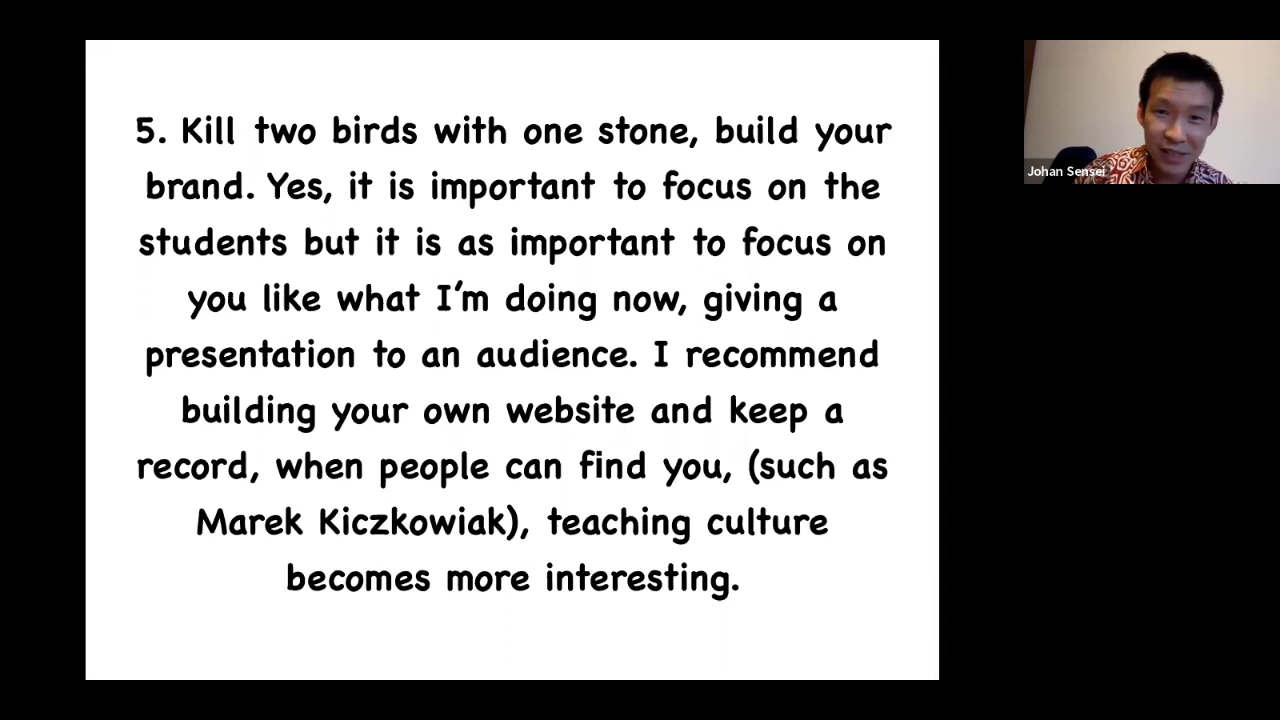 5. Kill two birds with one stone, build your
brand. Yes, it is important to focus on the
students but it is as important to focus on
you like what I'm doing now, giving a
presentation to an audience. I recommend
building your own website and keep a
record, when people can find you, (such as
Marek Kiczkowiak), teaching culture
becomes more interesting.
Johan Sensei